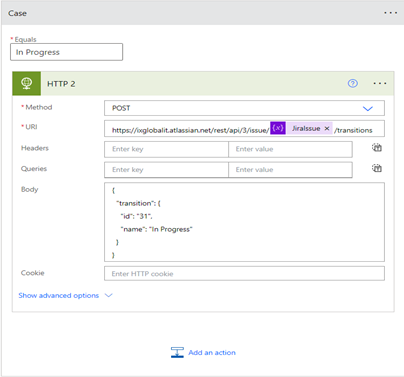 Case
* Equals
In Progress
HTTP 2
* Method
POST
* URI
https://ixglobalit.atlassian.net/rest/api/3/issue/ {x} JiraIssue × /transitions
Headers
Enter key
Enter value
Queries
Enter key
Enter value
Body
{
"transition": {
"id": "31",
"name": "In Progress"
}
}
Cookie
Enter HTTP cookie
Show advanced options
Add an action